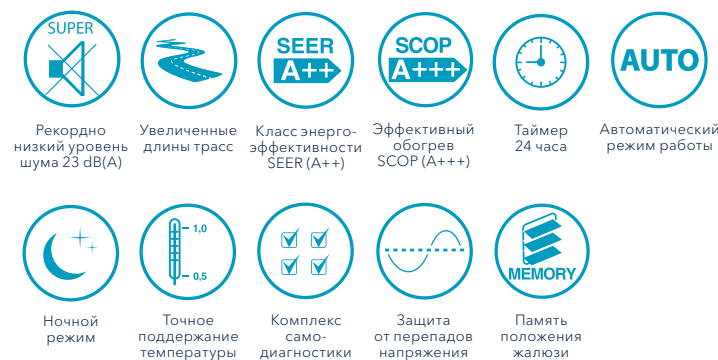 SUPER
SEER
A++
SCOP
A+++
AUTO
Рекордно
низкий уровень
шума 23 dB(A)
Увеличенные
длины трасс
Класс энерго-
эффективности
SEER (A++)
Эффективный
обогрев
SCOP (A+++)
Таймер
24 часа
Автоматический
режим работы
1,0
0,5
MEMORY
Ночной
режим
Точное
поддержание
температуры
Комплекс
само-
диагностики
Защита
от перепадов
напряжения
Память
положения
жалюзи